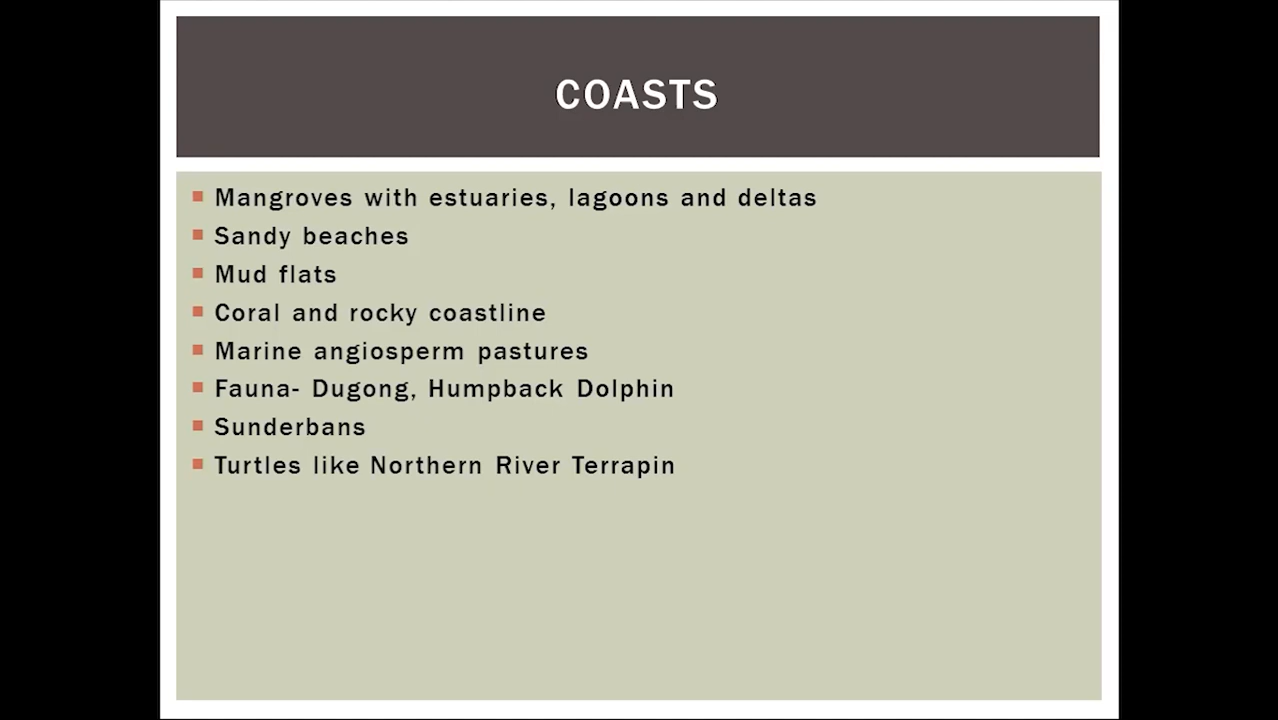 COASTS
Mangroves with estuaries, lagoons and deltas
Sandy beaches
Mud flats
Coral and rocky coastline
Marine angiosperm pastures
Fauna- Dugong, Humpback Dolphin
Sunderbans
Turtles like Northern River Terrapin